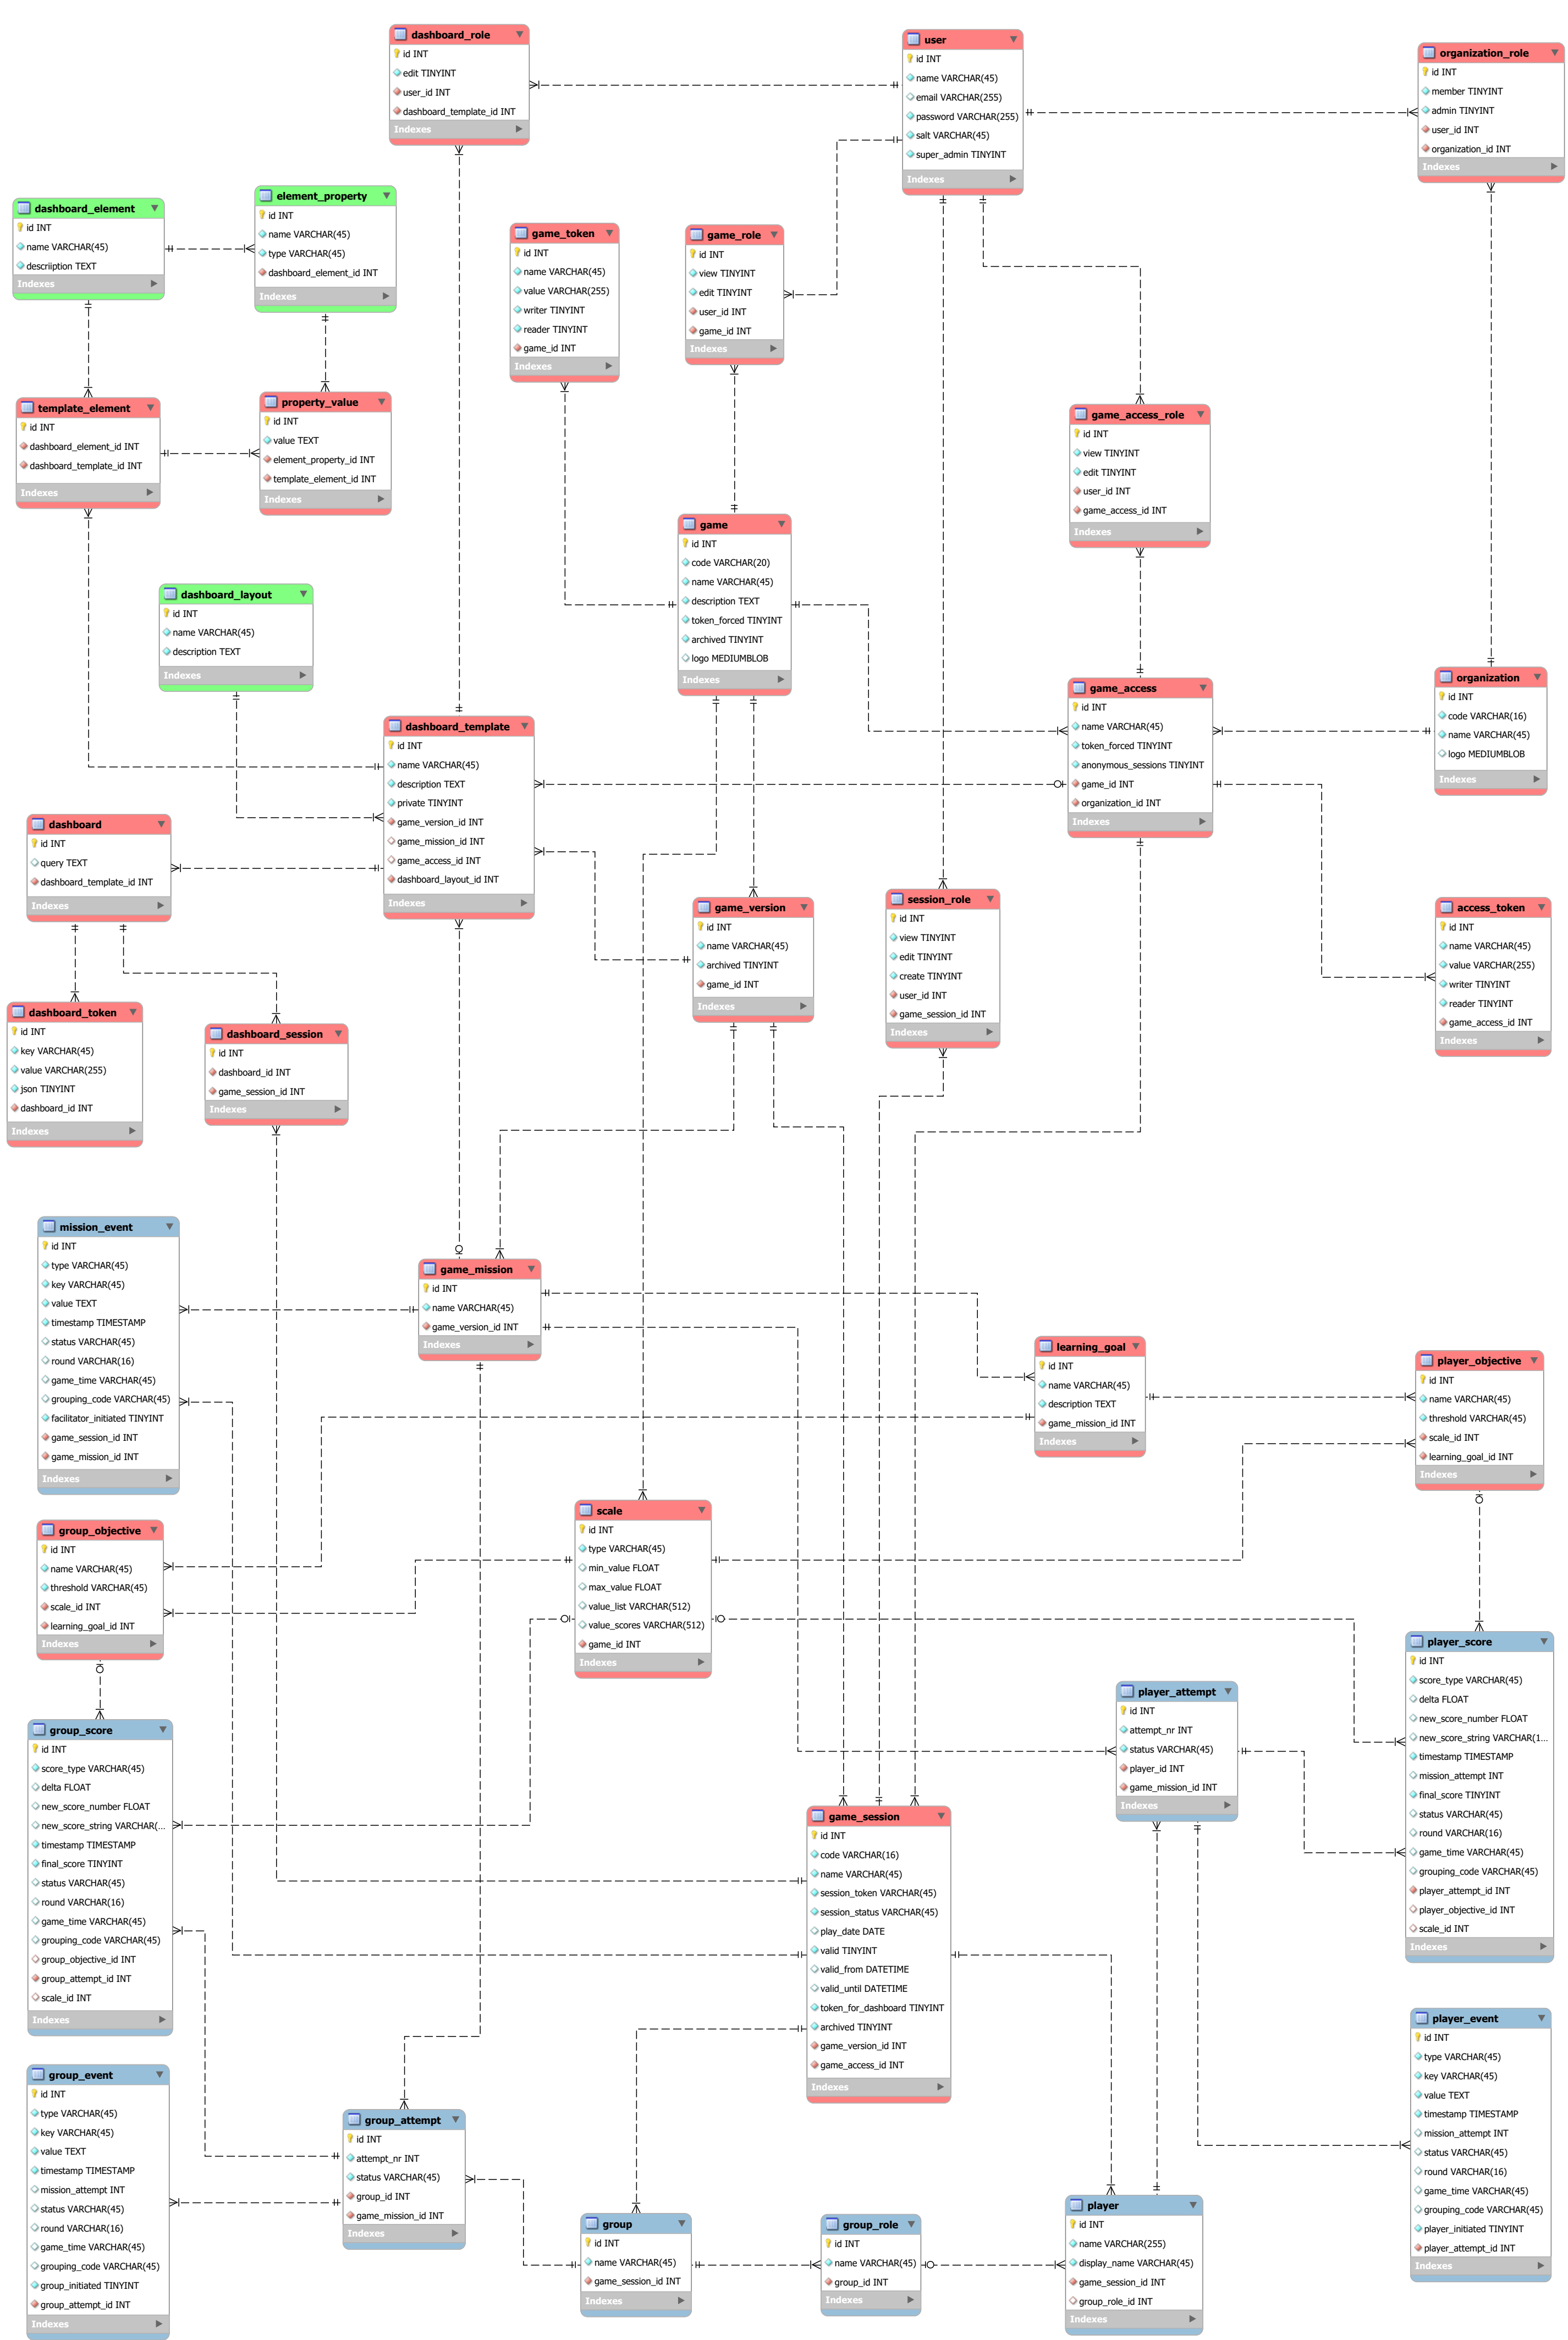 dashboard_role
id INT
edit TINYINT
user_id INT
dashboard_template_id INT
Indexes
user
id INT
name VARCHAR(45)
email VARCHAR(255)
password VARCHAR(255)
salt VARCHAR(45)
super_admin TINYINT
Indexes
organization_role
id INT
member TINYINT
admin TINYINT
user_id INT
organization_id INT
Indexes
dashboard_element
id INT
name VARCHAR(45)
descriiption TEXT
Indexes
element_property
id INT
name VARCHAR(45)
type VARCHAR(45)
dashboard_element_id INT
Indexes
game_token
id INT
name VARCHAR(45)
value VARCHAR(255)
writer TINYINT
reader TINYINT
game_id INT
Indexes
game_role
id INT
view TINYINT
edit TINYINT
user_id INT
game_id INT
Indexes
template_element
id INT
dashboard_element_id INT
dashboard_template_id INT
Indexes
property_value
id INT
value TEXT
element_property_id INT
template_element_id INT
Indexes
game_access_role
id INT
view TINYINT
edit TINYINT
user_id INT
game_access_id INT
Indexes
game
id INT
code VARCHAR(20)
name VARCHAR(45)
description TEXT
token_forced TINYINT
archived TINYINT
logo MEDIUMBLOB
Indexes
dashboard_layout
id INT
name VARCHAR(45)
description TEXT
Indexes
game_access
id INT
name VARCHAR(45)
token_forced TINYINT
anonymous_sessions TINYINT
game_id INT
organization_id INT
Indexes
organization
id INT
code VARCHAR(16)
name VARCHAR(45)
logo MEDIUMBLOB
Indexes
dashboard_template
id INT
name VARCHAR(45)
description TEXT
private TINYINT
game_version_id INT
game_mission_id INT
game_access_id INT
dashboard_layout_id INT
Indexes
dashboard
id INT
query TEXT
dashboard_template_id INT
Indexes
game_version
id INT
name VARCHAR(45)
archived TINYINT
game_id INT
Indexes
session_role
id INT
view TINYINT
edit TINYINT
create TINYINT
user_id INT
game_session_id INT
Indexes
access_token
id INT
name VARCHAR(45)
value VARCHAR(255)
writer TINYINT
reader TINYINT
game_access_id INT
Indexes
dashboard_token
id INT
key VARCHAR(45)
value VARCHAR(255)
json TINYINT
dashboard_id INT
Indexes
dashboard_session
id INT
dashboard_id INT
game_session_id INT
Indexes
mission_event
id INT
type VARCHAR(45)
key VARCHAR(45)
value TEXT
timestamp TIMESTAMP
status VARCHAR(45)
round VARCHAR(16)
game_time VARCHAR(45)
grouping_code VARCHAR(45)
facilitator_initiated TINYINT
game_session_id INT
game_mission_id INT
Indexes
game_mission
id INT
name VARCHAR(45)
game_version_id INT
Indexes
learning_goal
id INT
name VARCHAR(45)
description TEXT
game_mission_id INT
Indexes
player_objective
id INT
name VARCHAR(45)
threshold VARCHAR(45)
scale_id INT
learning_goal_id INT
Indexes
group_objective
id INT
name VARCHAR(45)
threshold VARCHAR(45)
scale_id INT
learning_goal_id INT
Indexes
scale
id INT
type VARCHAR(45)
min_value FLOAT
max_value FLOAT
value_list VARCHAR(512)
value_scores VARCHAR(512)
game_id INT
Indexes
player_score
id INT
score_type VARCHAR(45)
delta FLOAT
new_score_number FLOAT
new_score_string VARCHAR(1...
timestamp TIMESTAMP
mission_attempt INT
final_score TINYINT
status VARCHAR(45)
round VARCHAR(16)
game_time VARCHAR(45)
grouping_code VARCHAR(45)
player_attempt_id INT
player_objective_id INT
scale_id INT
Indexes
player_attempt
id INT
attempt_nr INT
status VARCHAR(45)
player_id INT
game_mission_id INT
Indexes
group_score
id INT
score_type VARCHAR(45)
delta FLOAT
new_score_number FLOAT
new_score_string VARCHAR(...
timestamp TIMESTAMP
final_score TINYINT
status VARCHAR(45)
round VARCHAR(16)
game_time VARCHAR(45)
grouping_code VARCHAR(45)
group_objective_id INT
group_attempt_id INT
scale_id INT
Indexes
game_session
id INT
code VARCHAR(16)
name VARCHAR(45)
session_token VARCHAR(45)
session_status VARCHAR(45)
play_date DATE
valid TINYINT
valid_from DATETIME
valid_until DATETIME
token_for_dashboard TINYINT
archived TINYINT
game_version_id INT
game_access_id INT
Indexes
player_event
id INT
type VARCHAR(45)
key VARCHAR(45)
value TEXT
timestamp TIMESTAMP
mission_attempt INT
status VARCHAR(45)
round VARCHAR(16)
game_time VARCHAR(45)
grouping_code VARCHAR(45)
player_initiated TINYINT
player_attempt_id INT
Indexes
group_event
id INT
type VARCHAR(45)
key VARCHAR(45)
value TEXT
timestamp TIMESTAMP
mission_attempt INT
status VARCHAR(45)
round VARCHAR(16)
game_time VARCHAR(45)
grouping_code VARCHAR(45)
group_initiated TINYINT
group_attempt_id INT
Indexes
group_attempt
id INT
attempt_nr INT
status VARCHAR(45)
group_id INT
game_mission_id INT
Indexes
group
id INT
name VARCHAR(45)
game_session_id INT
Indexes
group_role
id INT
name VARCHAR(45)
group_id INT
Indexes
player
id INT
name VARCHAR(255)
display_name VARCHAR(45)
game_session_id INT
group_role_id INT
Indexes